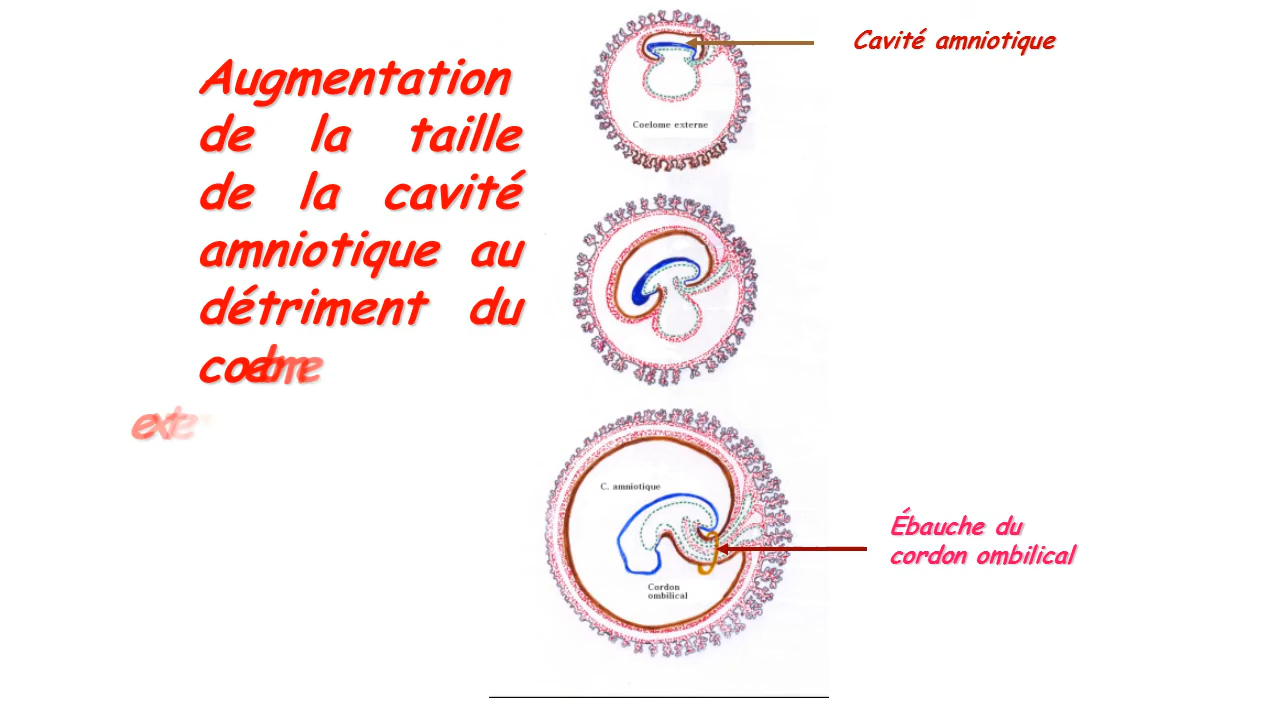 Augmentation
de la taille
de la cavité
amniotique au
détriment du
Cavité amniotique
Coelome externe
C. amniotique
Cordon
ombilical
Ébauche du
cordon ombilical